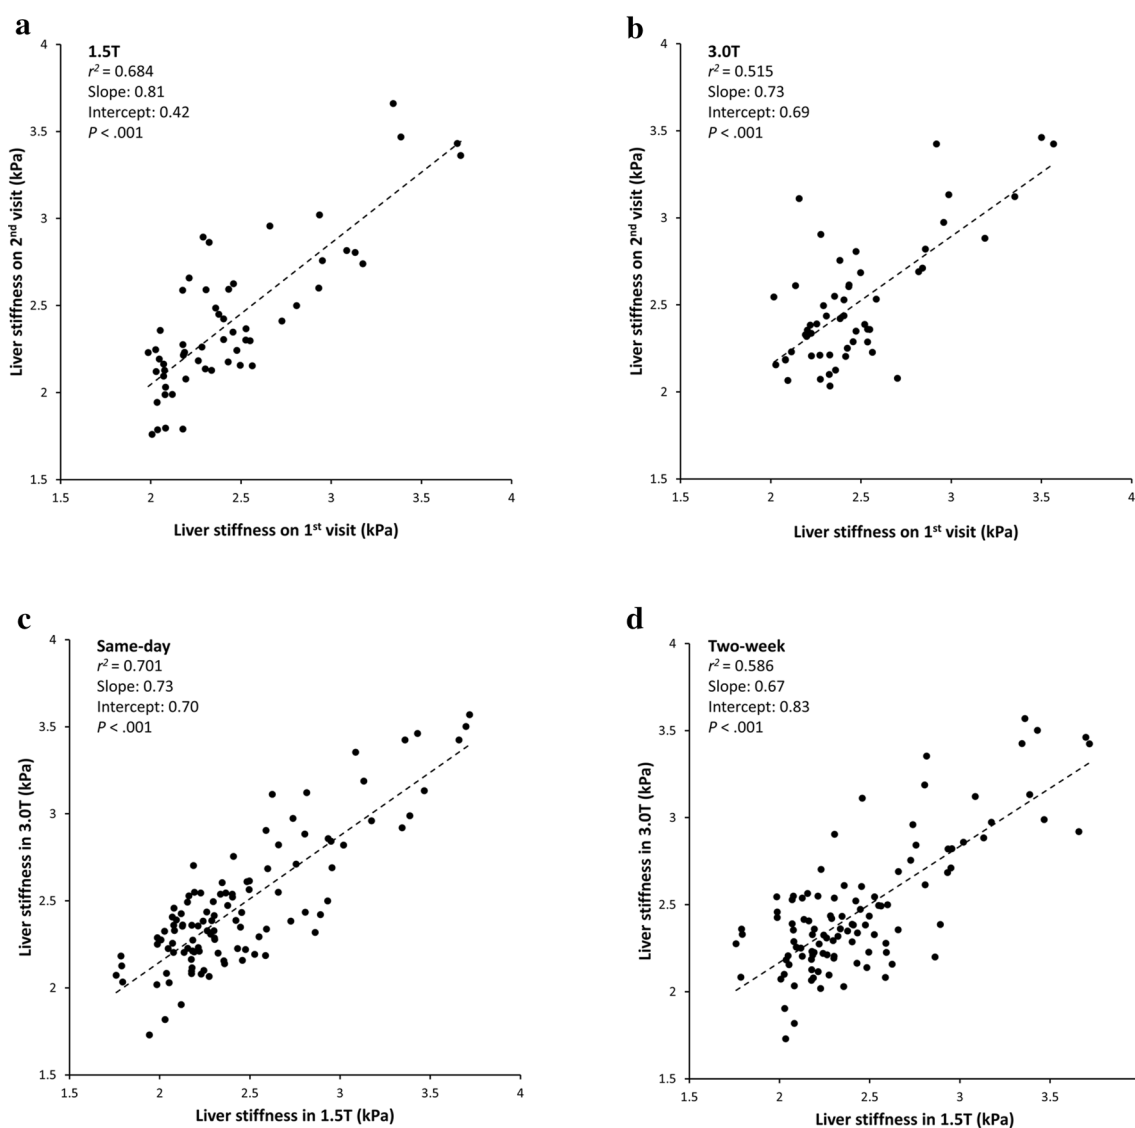 a
1.5T
r² = 0.684
Slope: 0.81
Intercept: 0.42
P < .001
4
3.5
3
2.5
2
1.5
1.5 2 2.5 3 3.5 4
Liver stiffness on 2nd visit (kPa)
Liver stiffness on 1st visit (kPa)
b
3.0T
r² = 0.515
Slope: 0.73
Intercept: 0.69
P < .001
4
3.5
3
2.5
2
1.5
1.5 2 2.5 3 3.5 4
Liver stiffness on 2nd visit (kPa)
Liver stiffness on 1st visit (kPa)
c
Same-day
r² = 0.701
Slope: 0.73
Intercept: 0.70
P < .001
4
3.5
3
2.5
2
1.5
1.5 2 2.5 3 3.5 4
Liver stiffness in 3.0T (kPa)
Liver stiffness in 1.5T (kPa)
d
Two-week
r² = 0.586
Slope: 0.67
Intercept: 0.83
P < .001
4
3.5
3
2.5
2
1.5
1.5 2 2.5 3 3.5
Liver stiffness in 3.0T (kPa)
Liver stiffness in 1.5T (kPa)